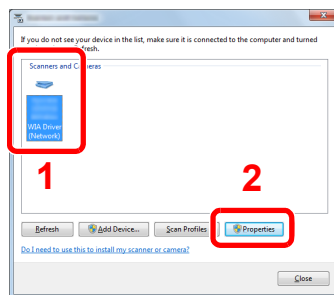 If you do not see your device in the list, make sure it is connected to the computer and turned
fresh.
Scanners and Cameras
WIA Driver
(Network)
1
2
Refresh
Add Device...
Scan Profiles
Properties
Do I need to use this to install my scanner or camera?
Close